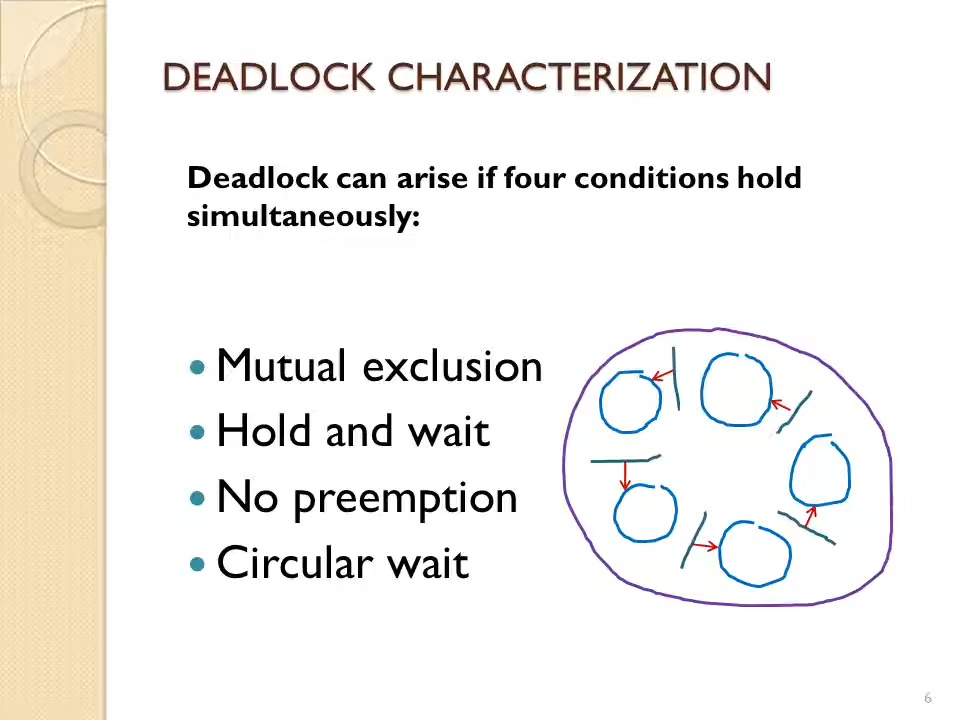 DEADLOCK CHARACTERIZATION
Deadlock can arise if four conditions hold
simultaneously:
• Mutual exclusion
• Hold and wait
• No preemption
• Circular wait
6